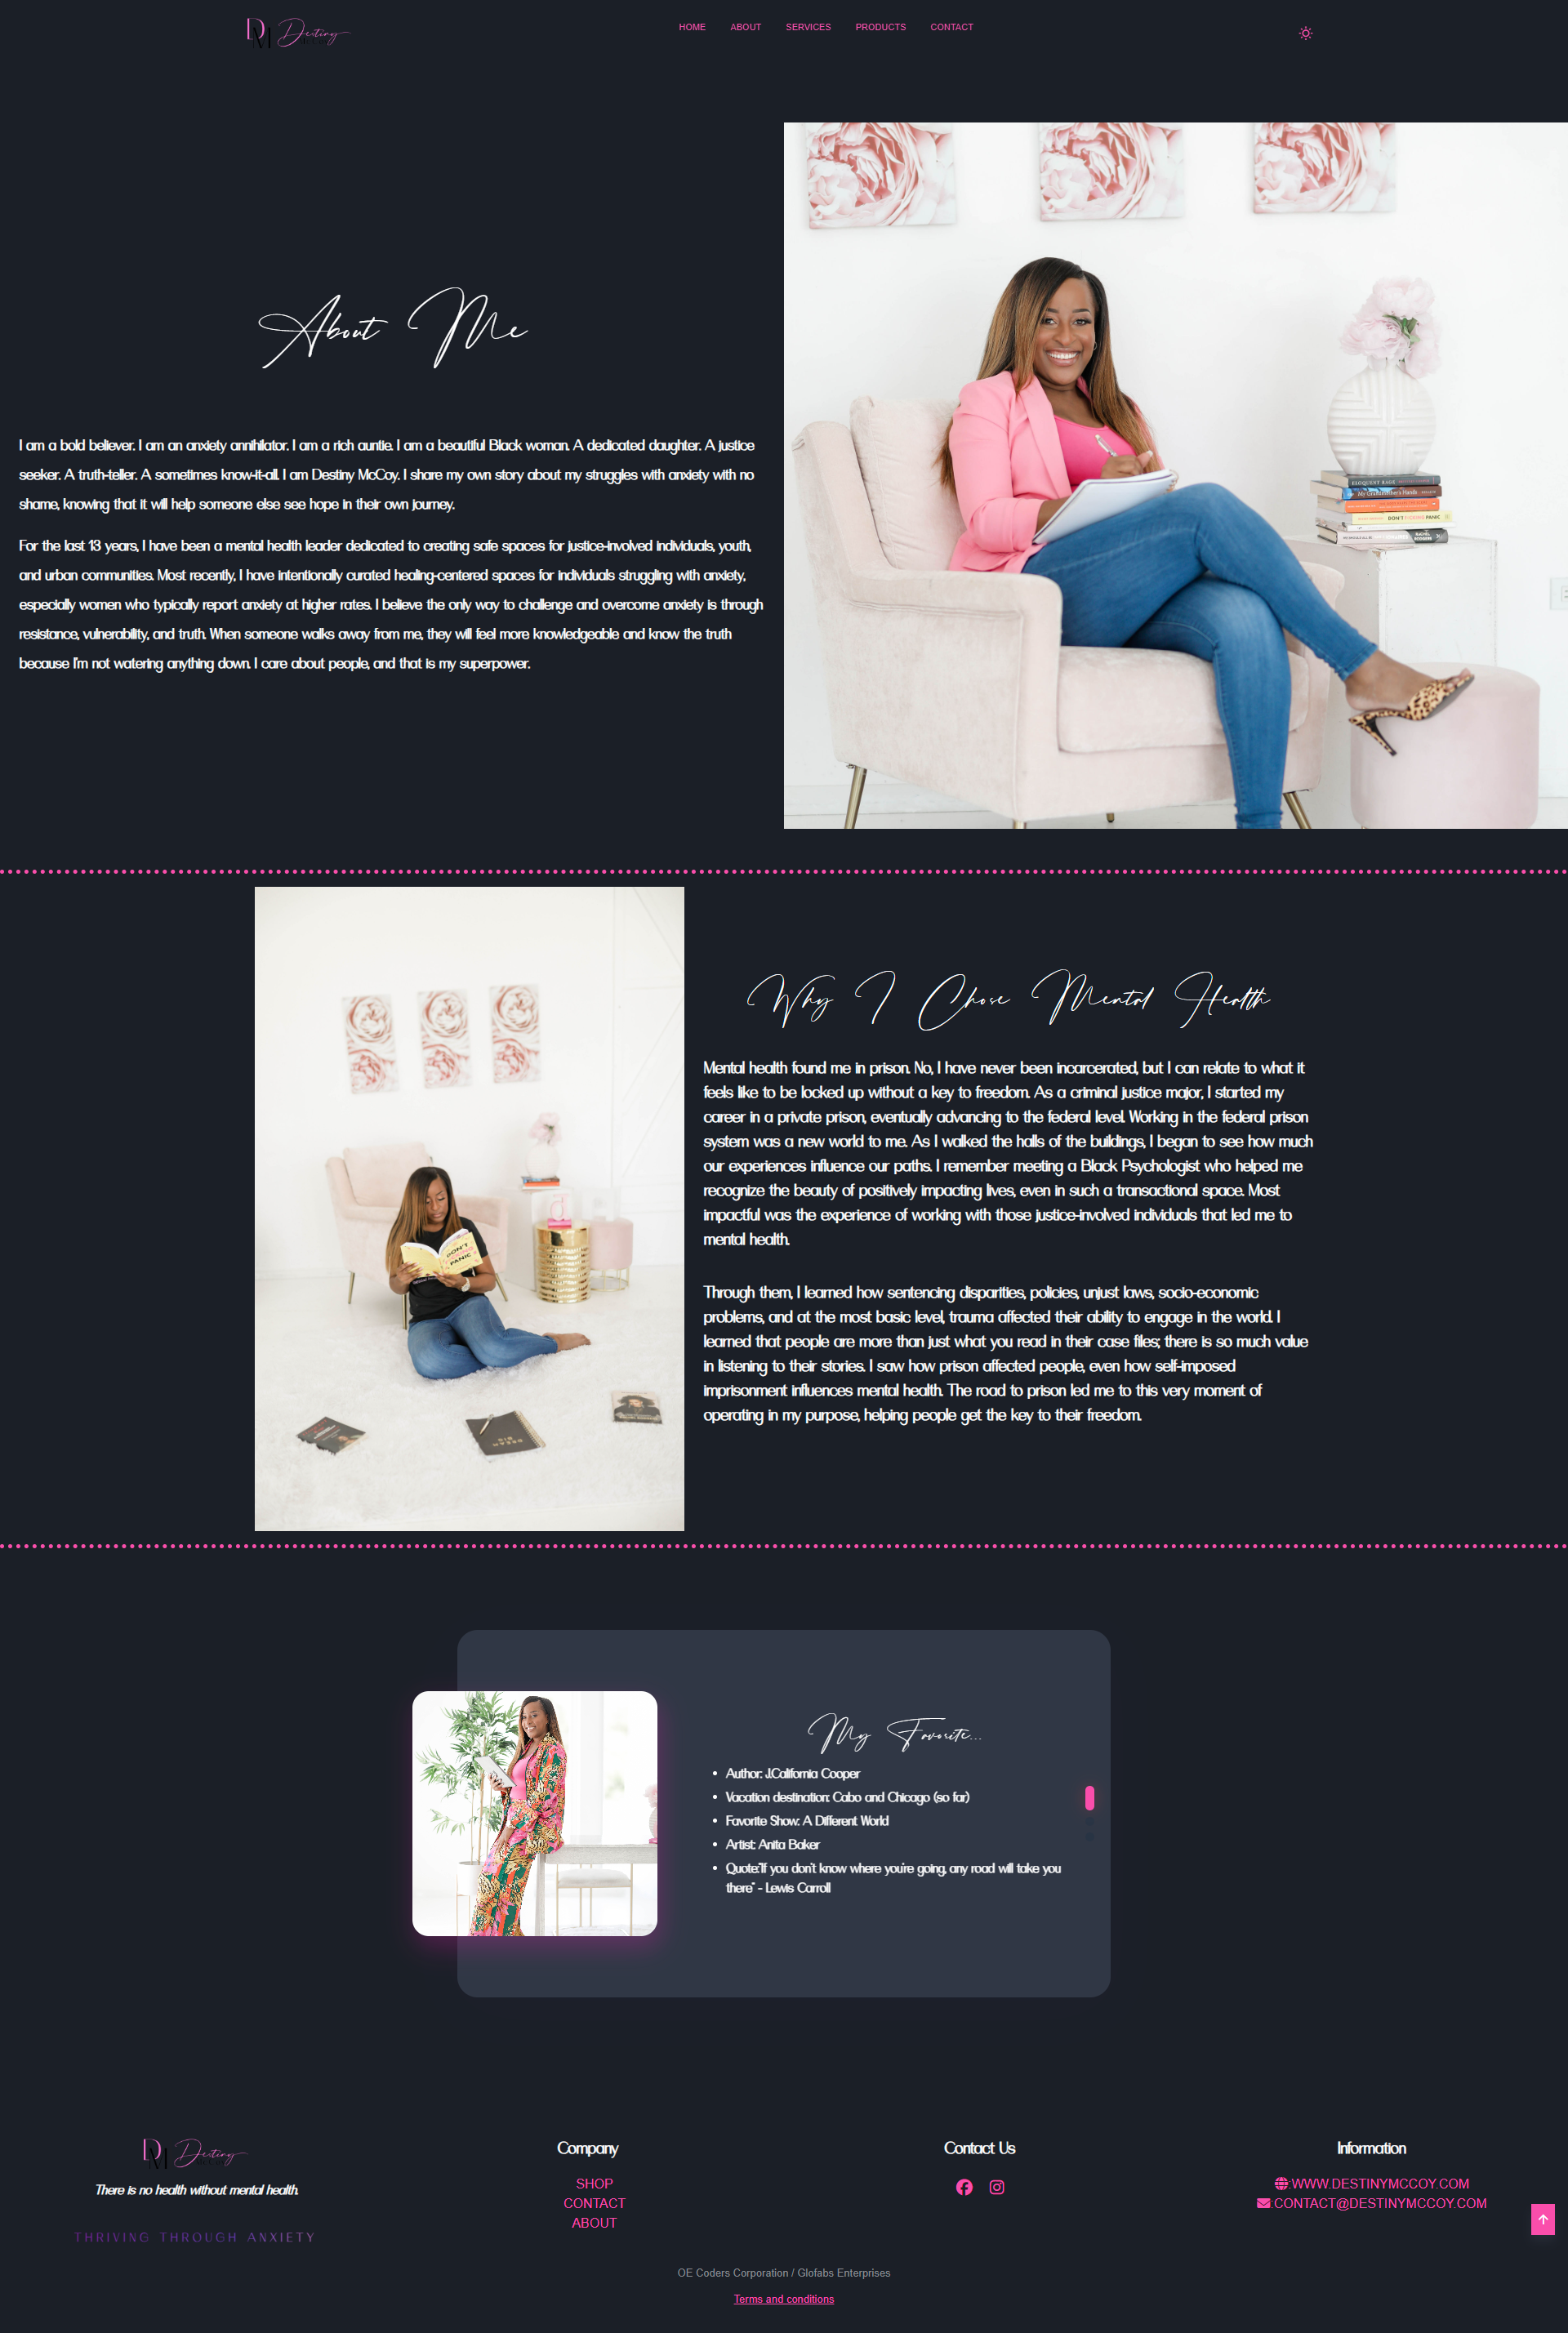 DM Destiny
HOME ABOUT SERVICES PRODUCTS CONTACT
About Me
I am a bold believer. I am an anxiety annihilator. I am a rich auntie. I am a beautiful Black woman. A dedicated daughter. A justice
seeker. A truth-teller. A sometimes know-it-all. I am Destiny McCoy. I share my own story about my struggles with anxiety with no
shame, knowing that it will help someone else see hope in their own journey.
For the last 13 years, I have been a mental health leader dedicated to creating safe spaces for justice-involved individuals, youth,
and urban communities. Most recently, I have intentionally curated healing-centered spaces for individuals struggling with anxiety,
especially women who typically report anxiety at higher rates. I believe the only way to challenge and overcome anxiety is through
resistance, vulnerability, and truth. When someone walks away from me, they will feel more knowledgeable and know the truth
because I'm not watering anything down. I care about people, and that is my superpower.
ELOQUENT RAGE
My Grandmother's Hands
PANIC
Why I Chose Mental Health
Mental health found me in prison. No, I have never been incarcerated, but I can relate to what it
feels like to be locked up without a key to freedom. As a criminal justice major, I started my
career in a private prison, eventually advancing to the federal level. Working in the federal prison
system was a new world to me. As I walked the halls of the buildings, I began to see how much
our experiences influence our paths. I remember meeting a Black Psychologist who helped me
recognize the beauty of positively impacting lives, even in such a transactional space. Most
impactful was the experience of working with those justice-involved individuals that led me to
mental health.
Through them, I learned how sentencing disparities, policies, unjust laws, socio-economic
problems, and at the most basic level, trauma affected their ability to engage in the world. I
learned that people are more than just what you read in their case files; there is so much value
in listening to their stories. I saw how prison affected people, even how self-imposed
imprisonment influences mental health. The road to prison led me to this very moment of
operating in my purpose, helping people get the key to their freedom.
DON'T
PANIC
d
DREAM
BIG
My Favorite...
• Author: J.California Cooper
• Vacation destination: Cabo and Chicago (so far)
• Favorite Show: A Different World
• Artist: Anita Baker
• Quote:"If you don't know where you're going, any road will take you
there" - Lewis Carroll
DM Destiny
There is no health without mental health.
THRIVING THROUGH ANXIETY
Company
SHOP
CONTACT
ABOUT
Contact Us
Information
:WWW.DESTINYMCCOY.COM
:CONTACT@DESTINYMCCOY.COM
OE Coders Corporation / Glofabs Enterprises
Terms and conditions